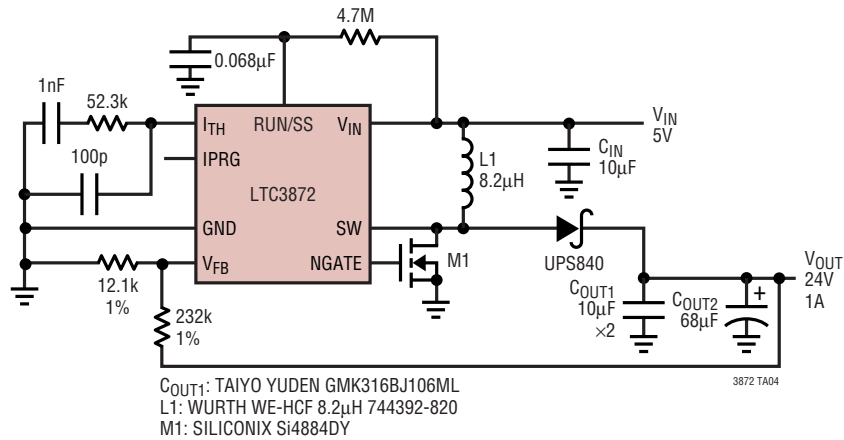 4.7M
0.068µF
1nF
52.3k
100p
ITH
RUN/SS
VIN
IPRG
LTC3872
GND
SW
VFB
NGATE
VIN
5V
CIN
10µF
L1
8.2µH
M1
UPS840
12.1k
1%
232k
1%
COUT1
10µF
×2
COUT2
68µF
+
VOUT
24V
1A
3872 TA04
COUT1: TAIYO YUDEN GMK316BJ106ML
L1: WURTH WE-HCF 8.2µH 744392-820
M1: SILICONIX Si4884DY